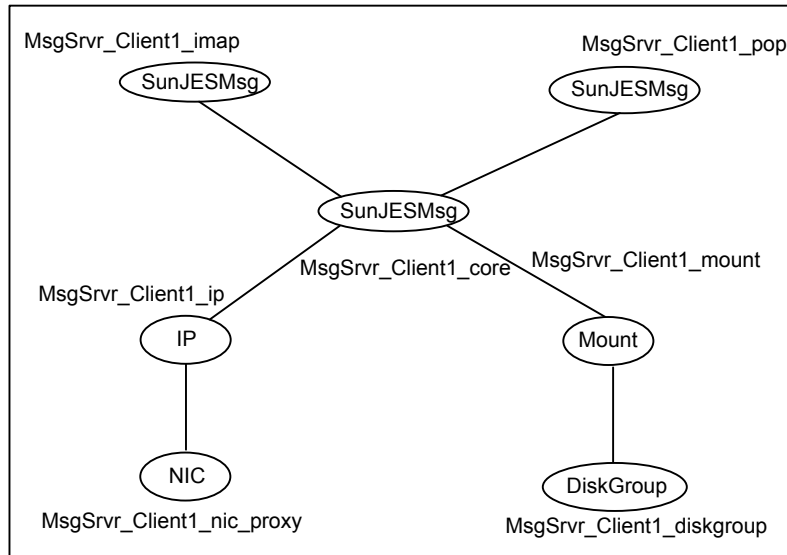 MsgSrvr_Client1_imap
MsgSrvr_Client1_pop
SunJESMsg
SunJESMsg
SunJESMsg
MsgSrvr_Client1_core
MsgSrvr_Client1_mount
MsgSrvr_Client1_ip
IP
Mount
NIC
DiskGroup
MsgSrvr_Client1_nic_proxy
MsgSrvr_Client1_diskgroup